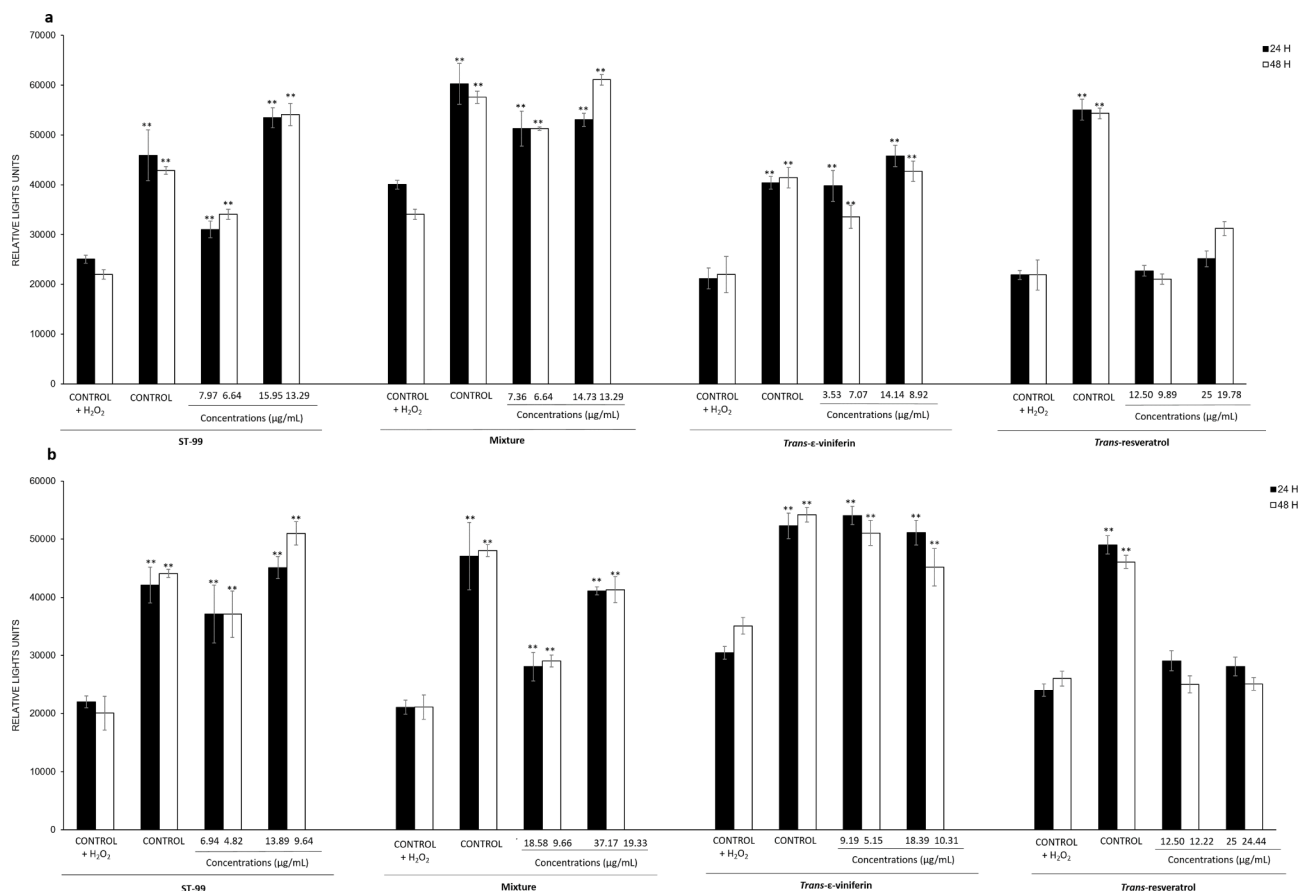 a
70000
60000
50000
40000
30000
20000
10000
0
RELATIVE LIGHTS UNITS
24 H
48 H
** ** ** ** ** **
** ** ** ** ** **
** ** ** ** ** **
** **
CONTROL + H₂O₂ CONTROL 7.97 6.64 15.95 13.29
Concentrations (µg/mL)
ST-99
CONTROL + H₂O₂ CONTROL 7.36 6.64 14.73 13.29
Concentrations (µg/mL)
Mixture
CONTROL + H₂O₂ CONTROL 3.53 7.07 14.14 8.92
Concentrations (µg/mL)
Trans-ε-viniferin
CONTROL + H₂O₂ CONTROL 12.50 9.89 25 19.78
Concentrations (µg/mL)
Trans-resveratrol
b
60000
50000
40000
30000
20000
10000
0
RELATIVE LIGHTS UNITS
24 H
48 H
** ** ** ** ** **
** ** ** ** ** **
** ** ** ** ** **
** **
CONTROL + H₂O₂ CONTROL 6.94 4.82 13.89 9.64
Concentrations (µg/mL)
ST-99
CONTROL + H₂O₂ CONTROL 18.58 9.66 37.17 19.33
Concentrations (µg/mL)
Mixture
CONTROL + H₂O₂ CONTROL 9.19 5.15 18.39 10.31
Concentrations (µg/mL)
Trans-ε-viniferin
CONTROL + H₂O₂ CONTROL 12.50 12.22 25 24.44
Concentrations (µg/mL)
Trans-resveratrol